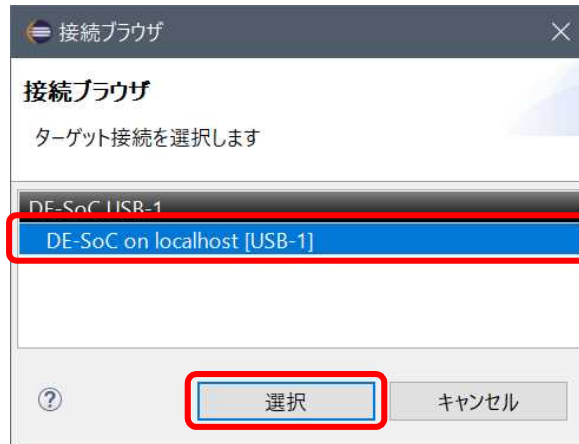 接続ブラウザ
接続ブラウザ
ターゲット接続を選択します
DE-SoC USB-1
DE-SoC on localhost [USB-1]
選択
キャンセル